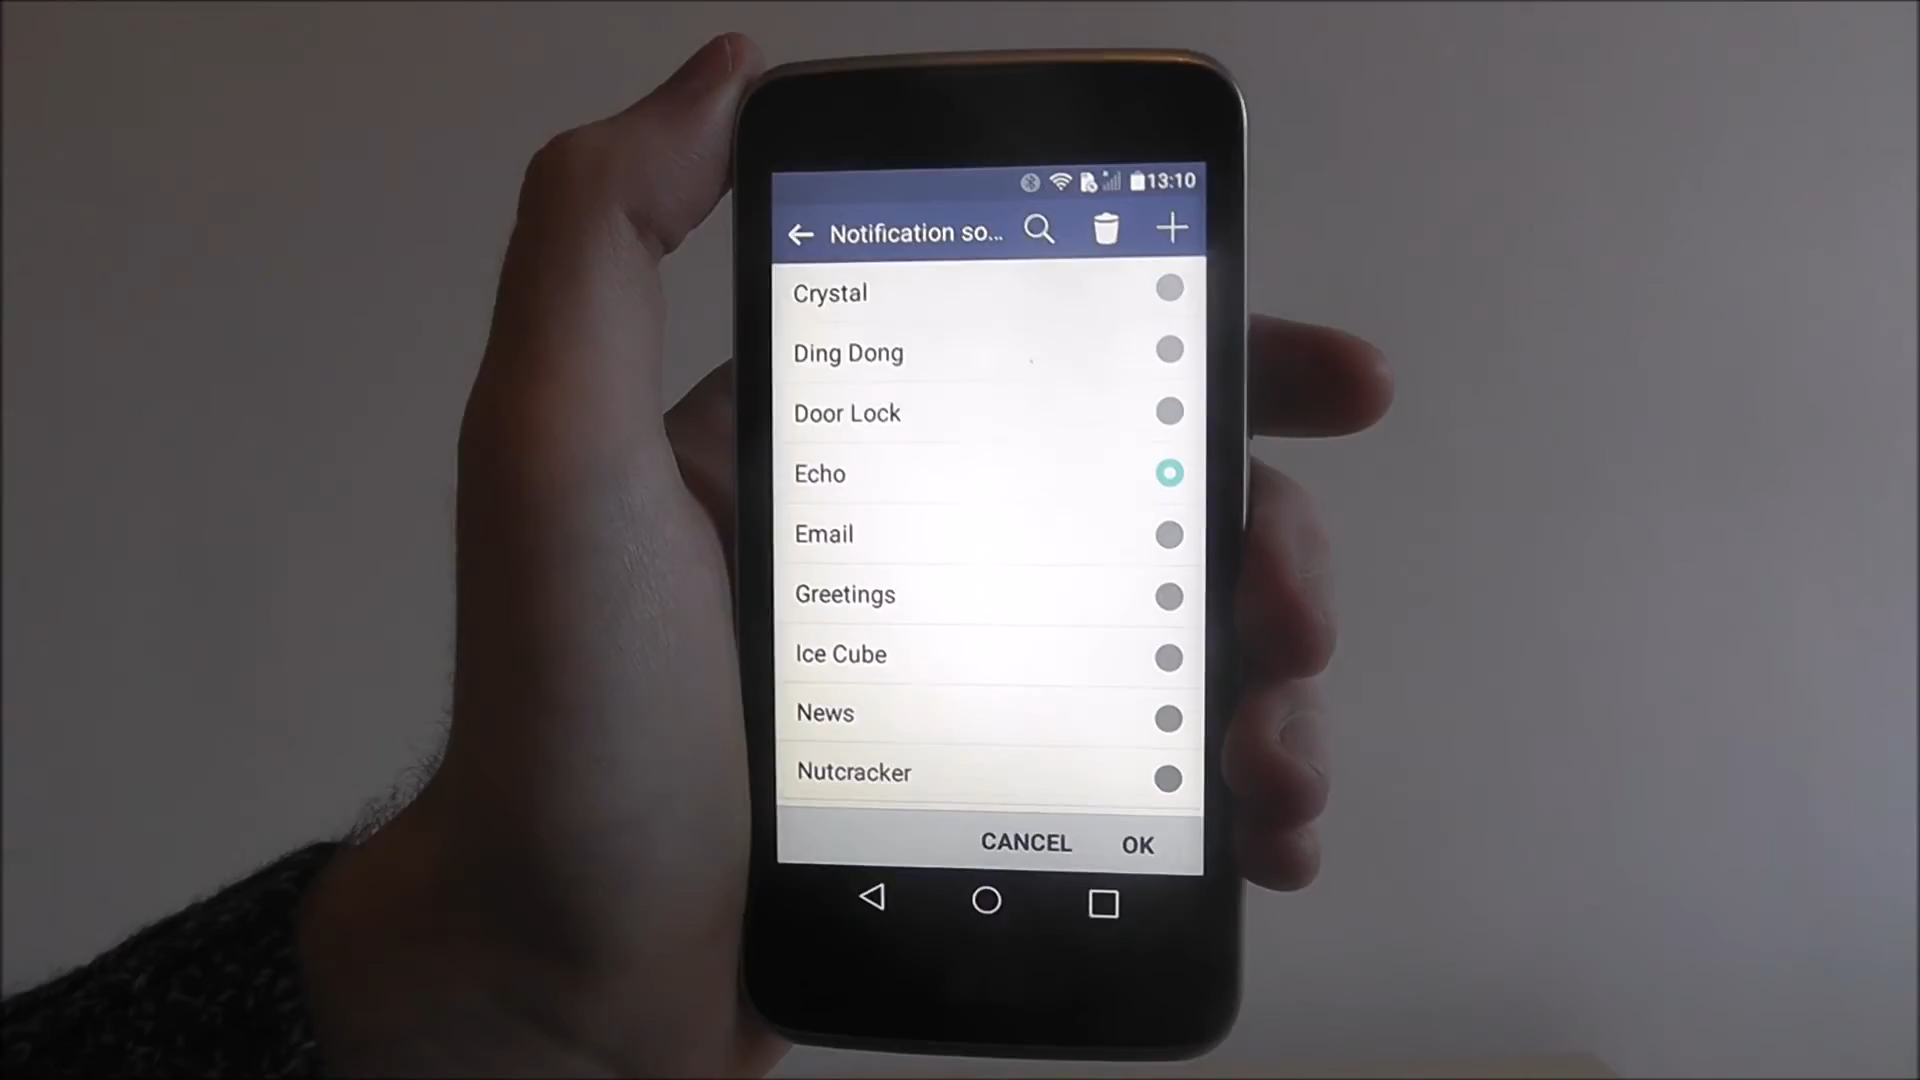 13:10
Notification so...
Crystal
Ding Dong
Door Lock
Echo
Email
Greetings
Ice Cube
News
Nutcracker
CANCEL OK